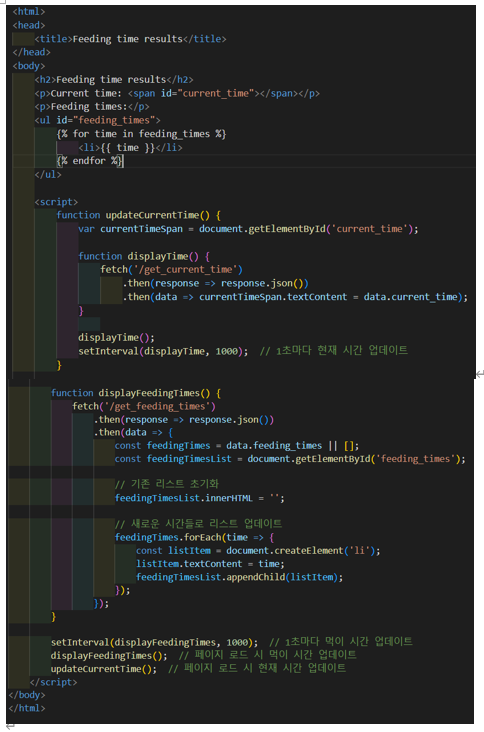 <html>
<head>
    <title>Feeding time results</title>
</head>
<body>
    <h2>Feeding time results</h2>
    <p>Current time: <span id="current_time"></span></p>
    <p>Feeding times:</p>
    <ul id="feeding_times">
        {% for time in feeding_times %}
            <li>{{ time }}</li>
        {% endfor %}
    </ul>
    <script>
        function updateCurrentTime() {
            var currentTimeSpan = document.getElementById('current_time');
            function displayTime() {
                fetch('/get_current_time')
                    .then(response => response.json())
                    .then(data => currentTimeSpan.textContent = data.current_time);
            }
            displayTime();
            setInterval(displayTime, 1000);  // 1초마다 현재 시간 업데이트
        }
        function displayFeedingTimes() {
            fetch('/get_feeding_times')
                .then(response => response.json())
                .then(data => {
                    const feedingTimes = data.feeding_times || [];
                    const feedingTimesList = document.getElementById('feeding_times');
                    // 기존 리스트 초기화
                    feedingTimesList.innerHTML = '';
                    // 새로운 시간들로 리스트 업데이트
                    feedingTimes.forEach(time => {
                        const listItem = document.createElement('li');
                        listItem.textContent = time;
                        feedingTimesList.appendChild(listItem);
                    });
                });
        }
        setInterval(displayFeedingTimes, 1000);  // 1초마다 먹이 시간 업데이트
        displayFeedingTimes();  // 페이지 로드 시 먹이 시간 업데이트
        updateCurrentTime();  // 페이지 로드 시 현재 시간 업데이트
    </script>
</body>
</html>